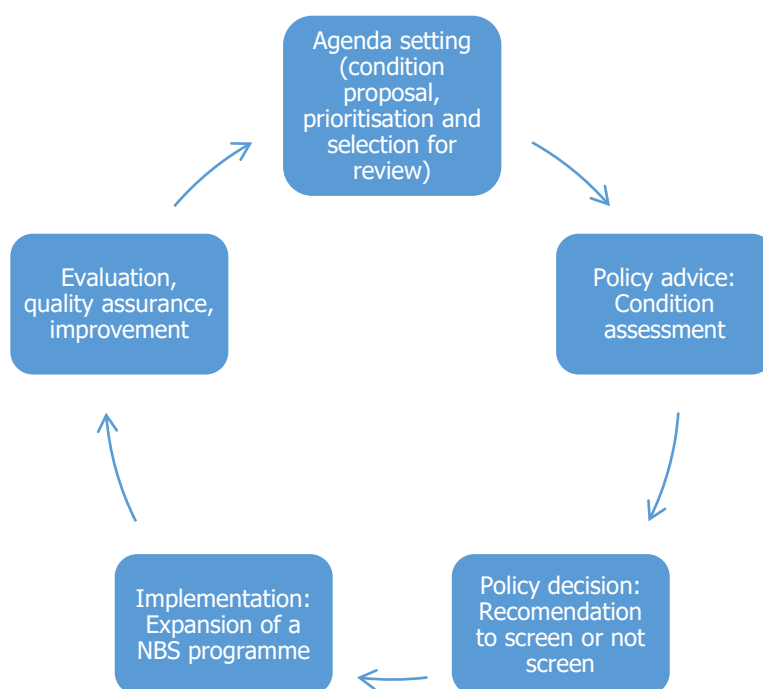 Agenda setting
(condition
proposal,
prioritisation and
selection for
review)
Policy advice:
Condition
assessment
Policy decision:
Recomendation
to screen or not
screen
Implementation:
Expansion of a
NBS programme
Evaluation,
quality assurance,
improvement